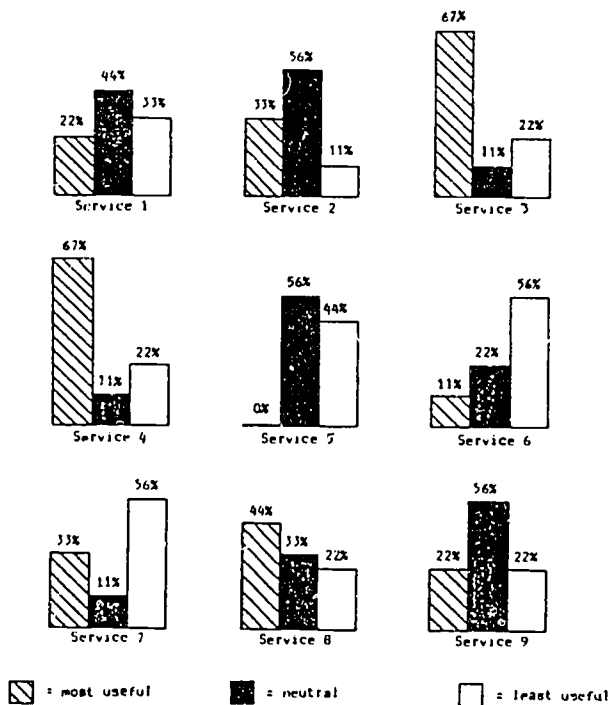 67%
56%
44%
33%
22%
33%
22%
11%
11%
Service 1
Service 2
Service 3
67%
56%
56%
44%
22%
22%
11%
11%
0%
Service 4
Service 5
Service 6
56%
56%
44%
33%
33%
22%
22%
22%
11%
Service 7
Service 8
Service 9
= most useful
= neutral
= least useful